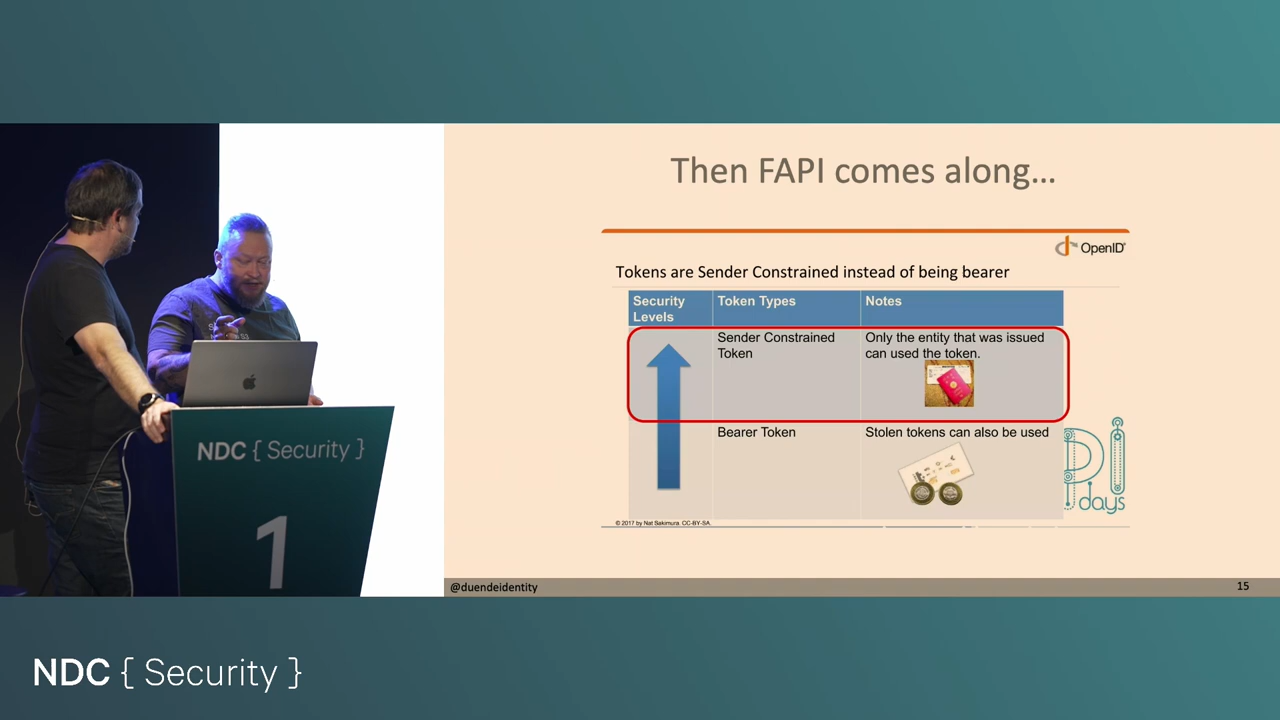 Then FAPI comes along...
OpenID
Tokens are Sender Constrained instead of being bearer
Security Levels
Token Types
Notes
Sender Constrained Token
Only the entity that was issued can used the token.
Bearer Token
Stolen tokens can also be used
PI
days
© 2017 by Nat Sakimura. CC-BY-SA.
@duendeidentity
15
NDC { Security }
1
NDC { Security }